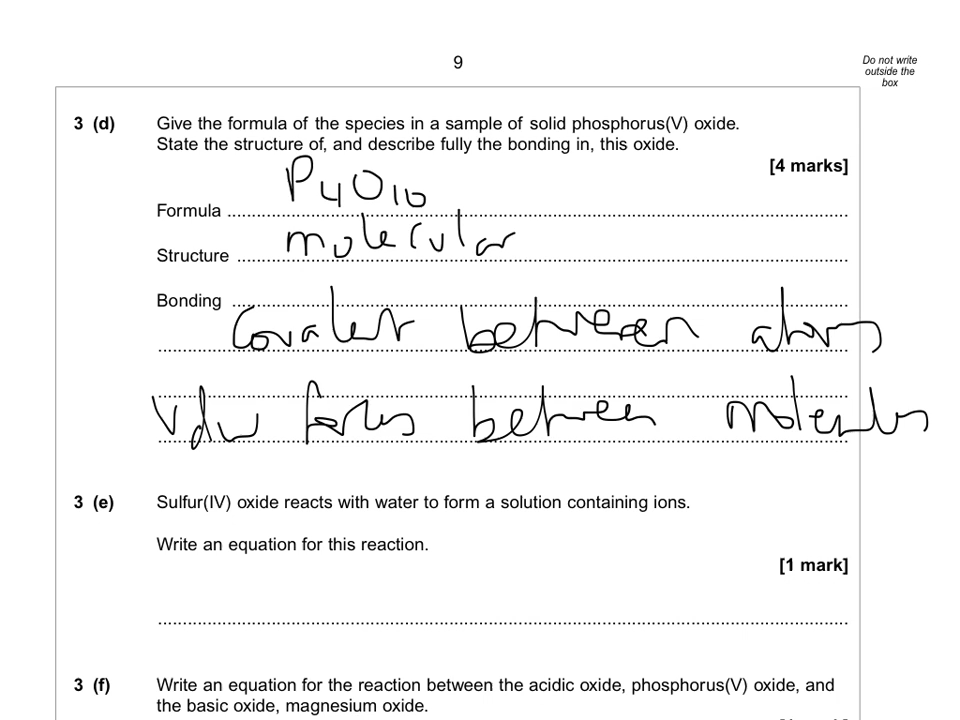 9
Do not write
outside the
box
3 (d) Give the formula of the species in a sample of solid phosphorus(V) oxide.
State the structure of, and describe fully the bonding in, this oxide.
[4 marks]
Formula P4O10
Structure molecular
Bonding
Covalent between atoms
Vdw forces between molecules
3 (e) Sulfur(IV) oxide reacts with water to form a solution containing ions.
Write an equation for this reaction.
[1 mark]
3 (f) Write an equation for the reaction between the acidic oxide, phosphorus(V) oxide, and
the basic oxide, magnesium oxide.